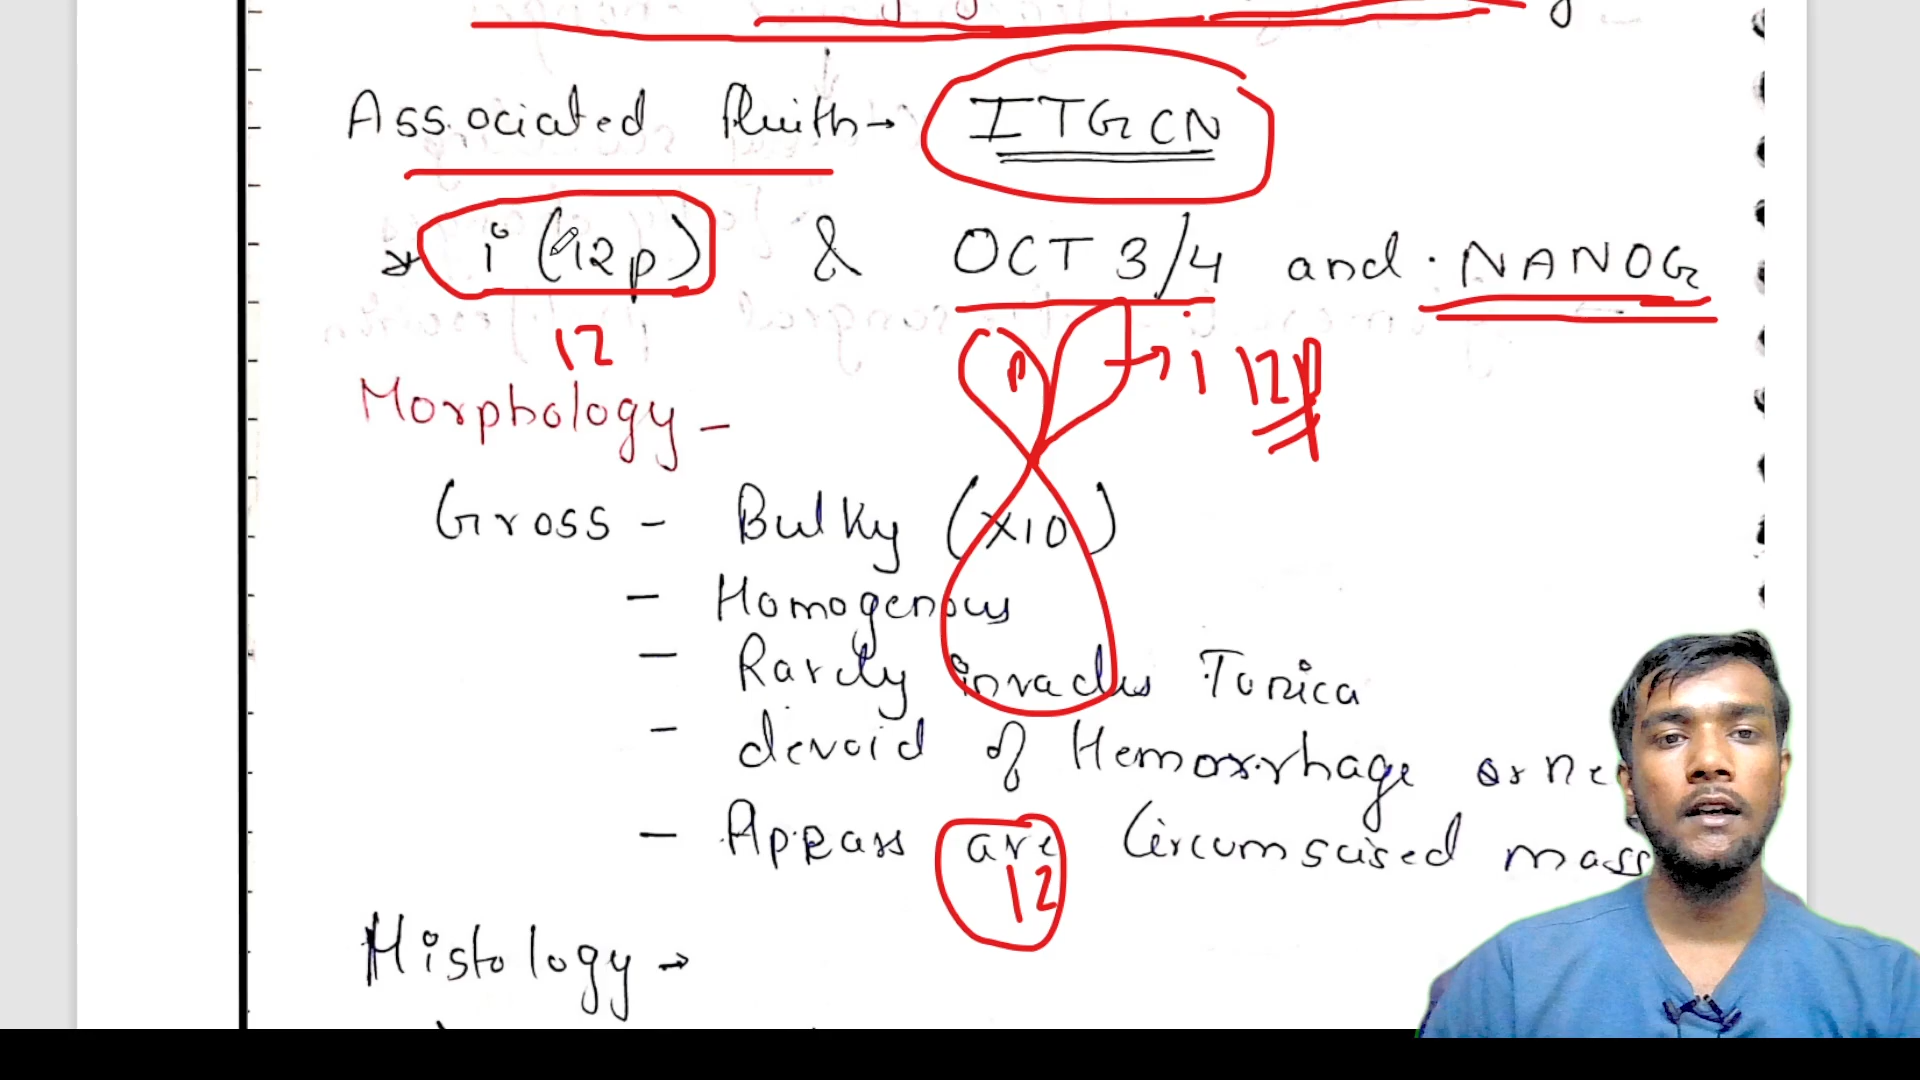 Associated with → ITGCN
* i (12p) & OCT 3/4 and NANOG
12
p → i 12p
Morphology –
Gross – Bulky (X10)
– Homogenous
– Rarely invades Tunica
– devoid of Hemorrhage or ne
– Appears are Circumscised mass
12
Histology →